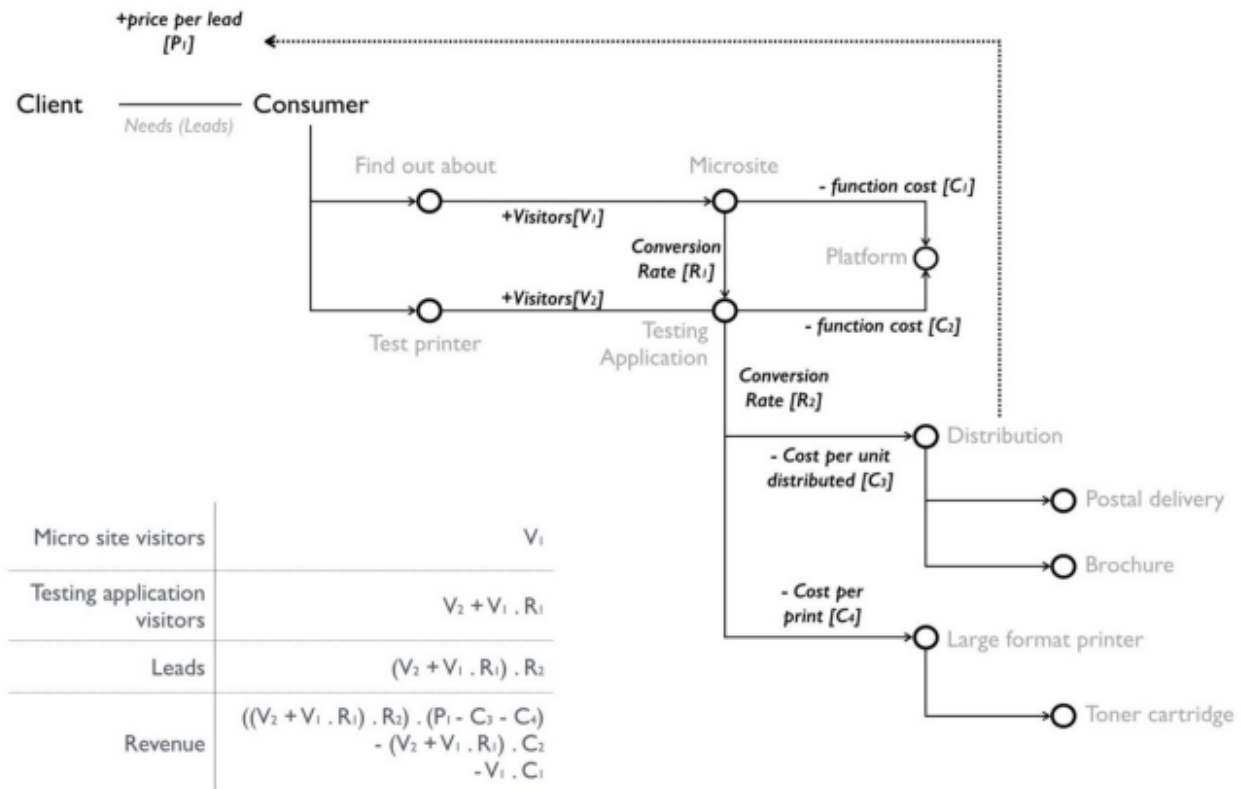 +price per lead
[P₁]
Client
Consumer
Needs (Leads)
Find out about
Microsite
- function cost [C₁]
+Visitors[V₁]
Conversion
Rate [R₁]
Platform
+Visitors[V₂]
- function cost [C₂]
Test printer
Testing
Application
Conversion
Rate [R₂]
Distribution
- Cost per unit
distributed [C₃]
Postal delivery
Brochure
- Cost per
print [C₄]
Large format printer
Toner cartridge
Micro site visitors V₁
Testing application
visitors V₂ + V₁ . R₁
Leads (V₂ + V₁ . R₁) . R₂
Revenue ((V₂ + V₁ . R₁) . R₂) . (P₁ - C₃ - C₄)
- (V₂ + V₁ . R₁) . C₂
- V₁ . C₁